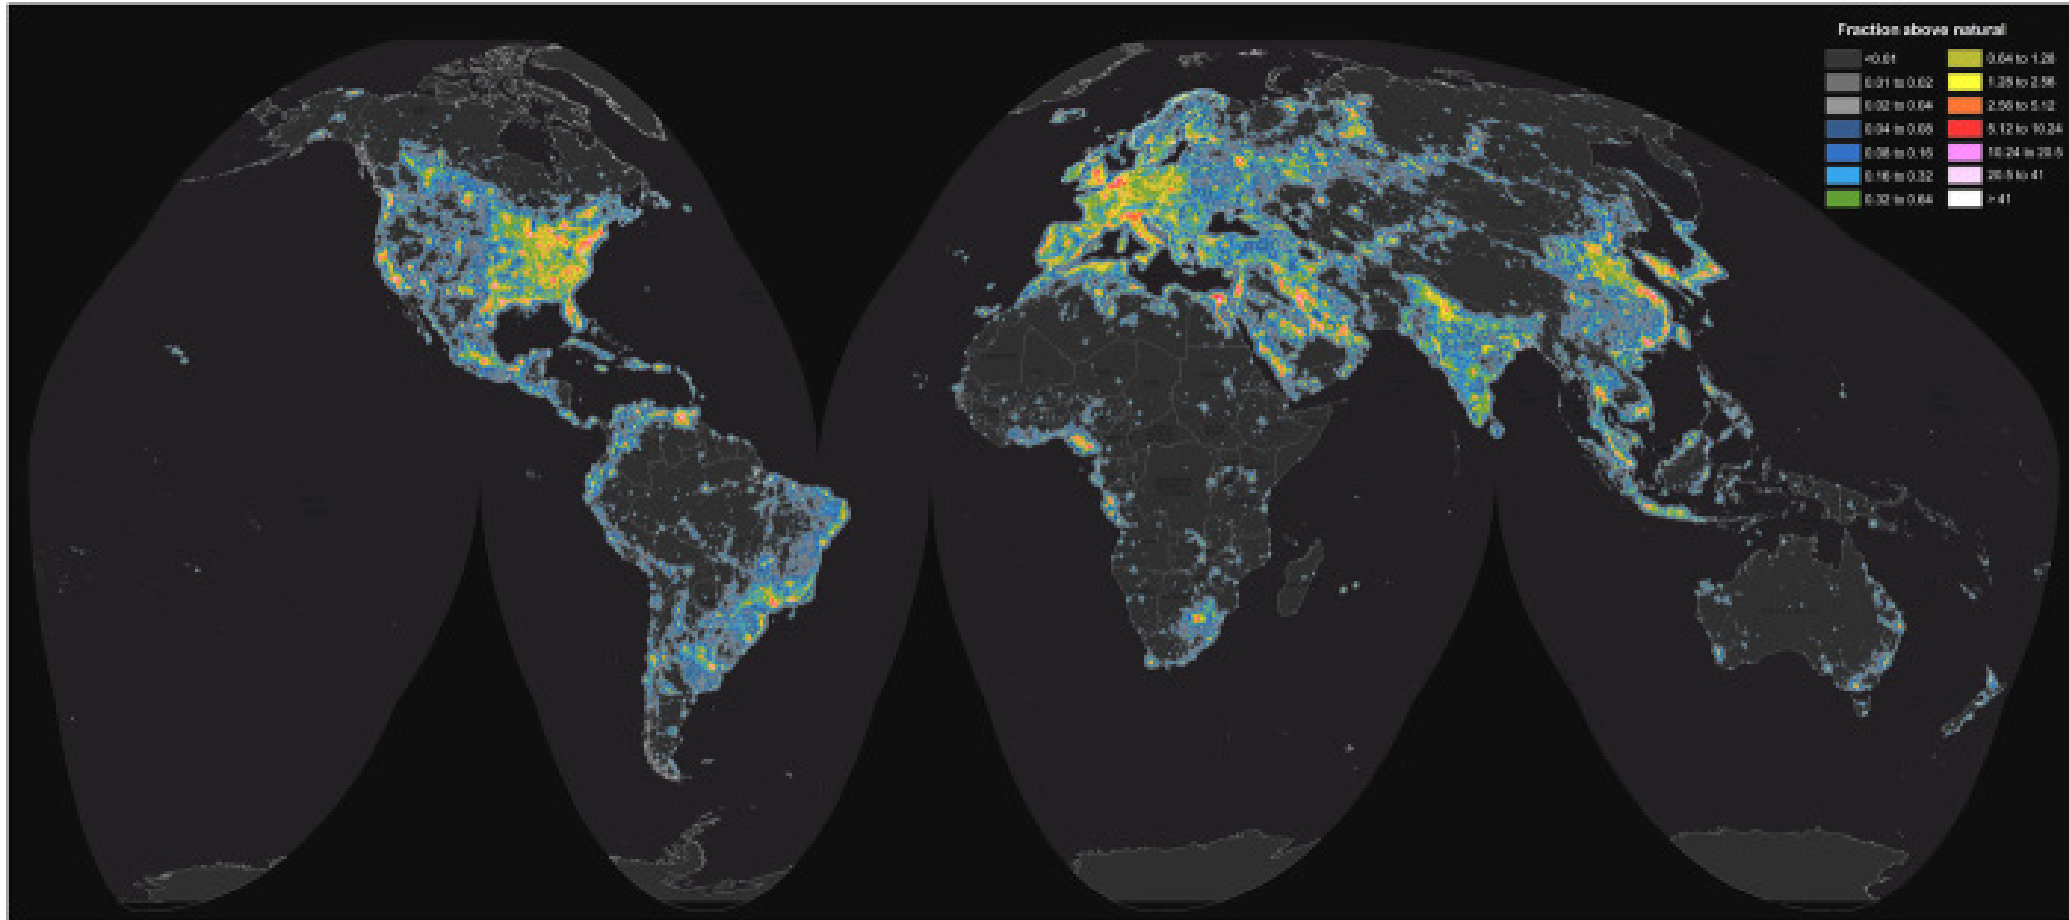 Fraction above natural
<0.01
0.01 to 0.02
0.02 to 0.04
0.04 to 0.08
0.08 to 0.16
0.16 to 0.32
0.32 to 0.64
0.64 to 1.28
1.28 to 2.56
2.56 to 5.12
5.12 to 10.24
10.24 to 20.5
20.5 to 41
> 41